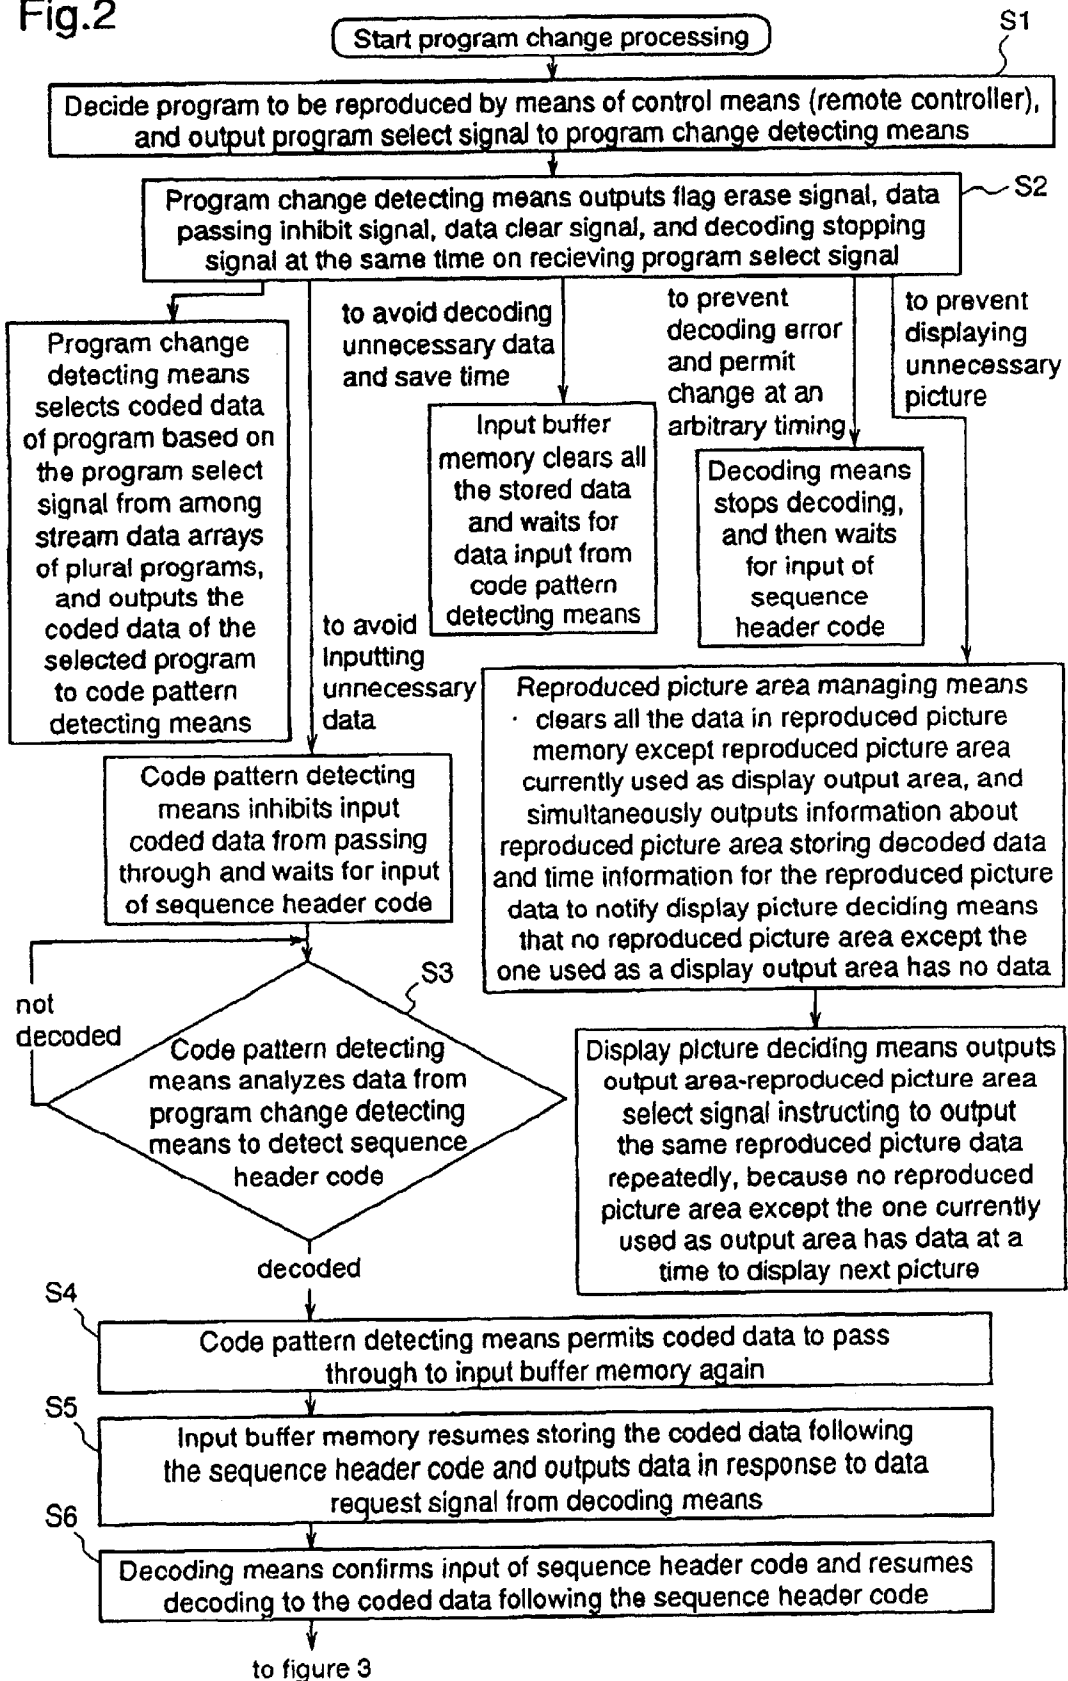 Fig.2
Start program change processing
S1
Decide program to be reproduced by means of control means (remote controller),
and output program select signal to program change detecting means
S2
Program change detecting means outputs flag erase signal, data
passing inhibit signal, data clear signal, and decoding stopping
signal at the same time on recieving program select signal
Program change
detecting means
selects coded data
of program based on
the program select
signal from among
stream data arrays
of plural programs,
and outputs the
coded data of the
selected program
to code pattern
detecting means
to avoid decoding
unnecessary data
and save time
Input buffer
memory clears all
the stored data
and waits for
data input from
code pattern
detecting means
to prevent
decoding error
and permit
change at an
arbitrary timing
Decoding means
stops decoding,
and then waits
for input of
sequence
header code
to prevent
displaying
unnecessary
picture
to avoid
Inputting
unnecessary
data
Code pattern detecting
means inhibits input
coded data from passing
through and waits for input
of sequence header code
Reproduced picture area managing means
clears all the data in reproduced picture
memory except reproduced picture area
currently used as display output area, and
simultaneously outputs information about
reproduced picture area storing decoded data
and time information for the reproduced picture
data to notify display picture deciding means
that no reproduced picture area except the
one used as a display output area has no data
not
decoded
S3
Code pattern detecting
means analyzes data from
program change detecting
means to detect sequence
header code
decoded
Display picture deciding means outputs
output area-reproduced picture area
select signal instructing to output
the same reproduced picture data
repeatedly, because no reproduced
picture area except the one currently
used as output area has data at a
time to display next picture
S4
Code pattern detecting means permits coded data to pass
through to input buffer memory again
S5
Input buffer memory resumes storing the coded data following
the sequence header code and outputs data in response to data
request signal from decoding means
S6
Decoding means confirms input of sequence header code and resumes
decoding to the coded data following the sequence header code
to figure 3